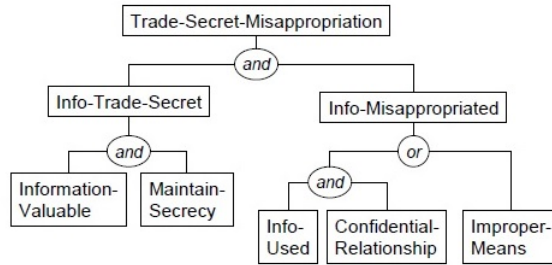 Trade-Secret-Misappropriation
and
Info-Trade-Secret
Info-Misappropriated
and
or
Information-
Valuable
Maintain-
Secrecy
and
Info-
Used
Confidential-
Relationship
Improper-
Means